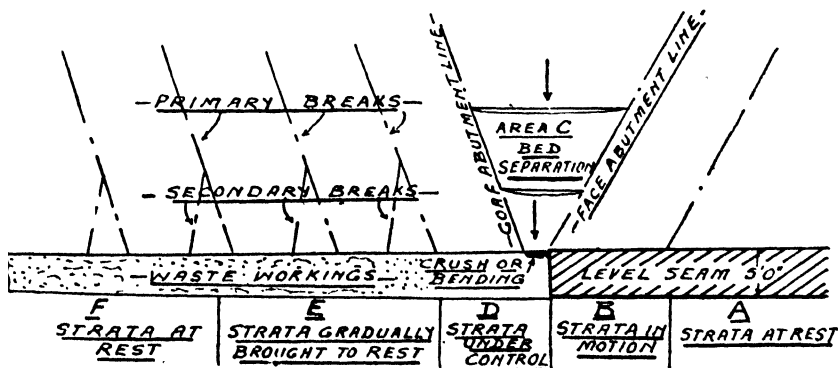 GOAF ABUTMENT LINE
FACE ABUTMENT LINE
PRIMARY BREAKS
AREA C
BED
SEPARATION
SECONDARY BREAKS
WASTE WORKINGS
CRUSH OR
BENDING
LEVEL SEAM 5'0"
F
STRATA AT
REST
E
STRATA GRADUALLY
BROUGHT TO REST
D
STRATA
UNDER
CONTROL
B
STRATA IN
MOTION
A
STRATA AT REST